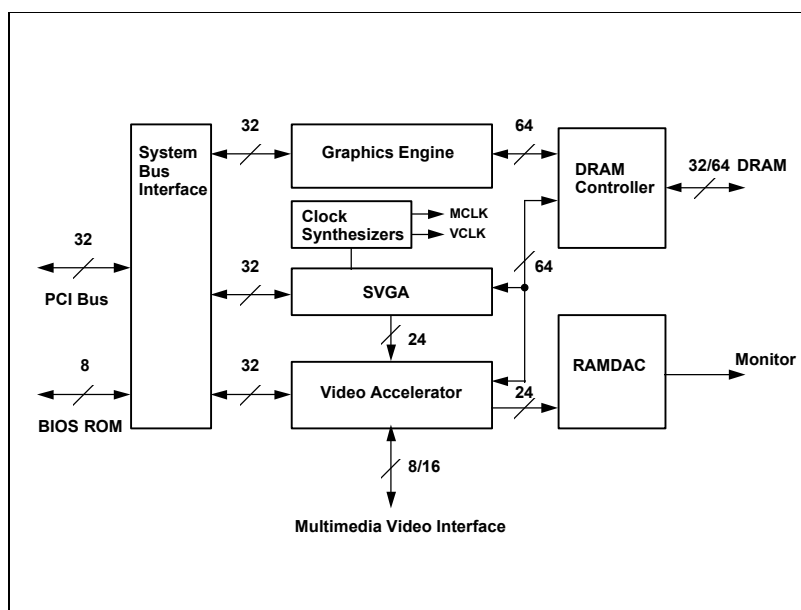 System
Bus
Interface
32
Graphics Engine
64
DRAM
Controller
32/64 DRAM
Clock
Synthesizers
MCLK
VCLK
32
PCI Bus
32
SVGA
64
24
8
BIOS ROM
32
Video Accelerator
24
RAMDAC
Monitor
8/16
Multimedia Video Interface